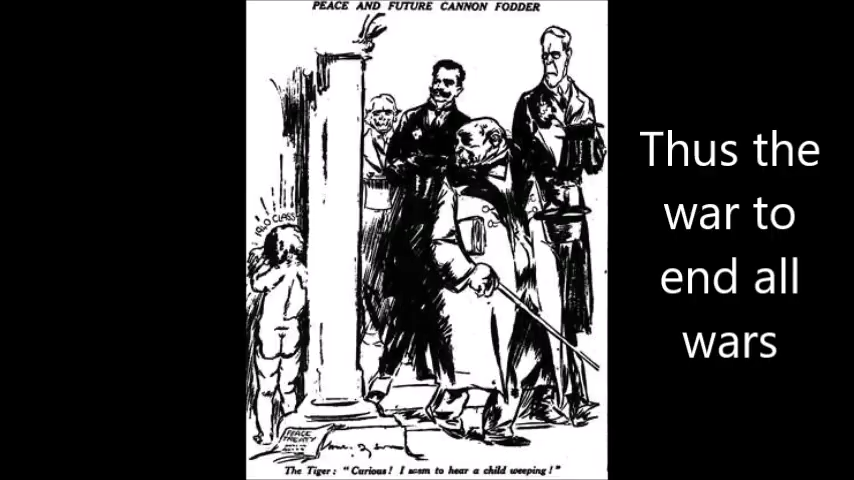 PEACE AND FUTURE CANNON FODDER
Thus the
war to
end all
wars
1940 CLASS
PEACE
TREATY
The Tiger: "Curious! I seem to hear a child weeping!"